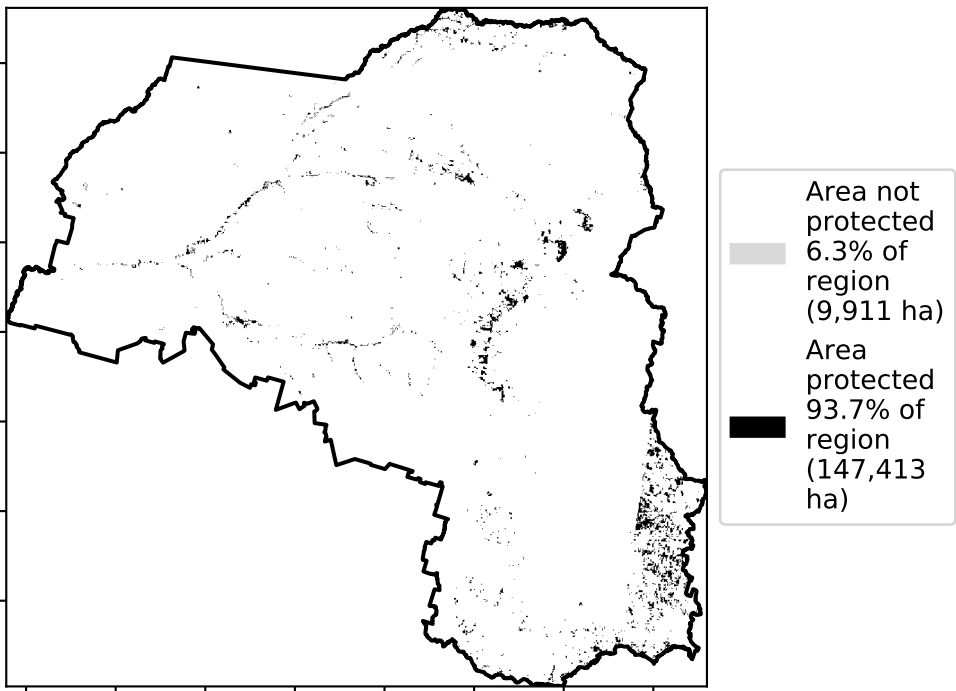 Area not
protected
6.3% of
region
(9,911 ha)
Area
protected
93.7% of
region
(147,413
ha)